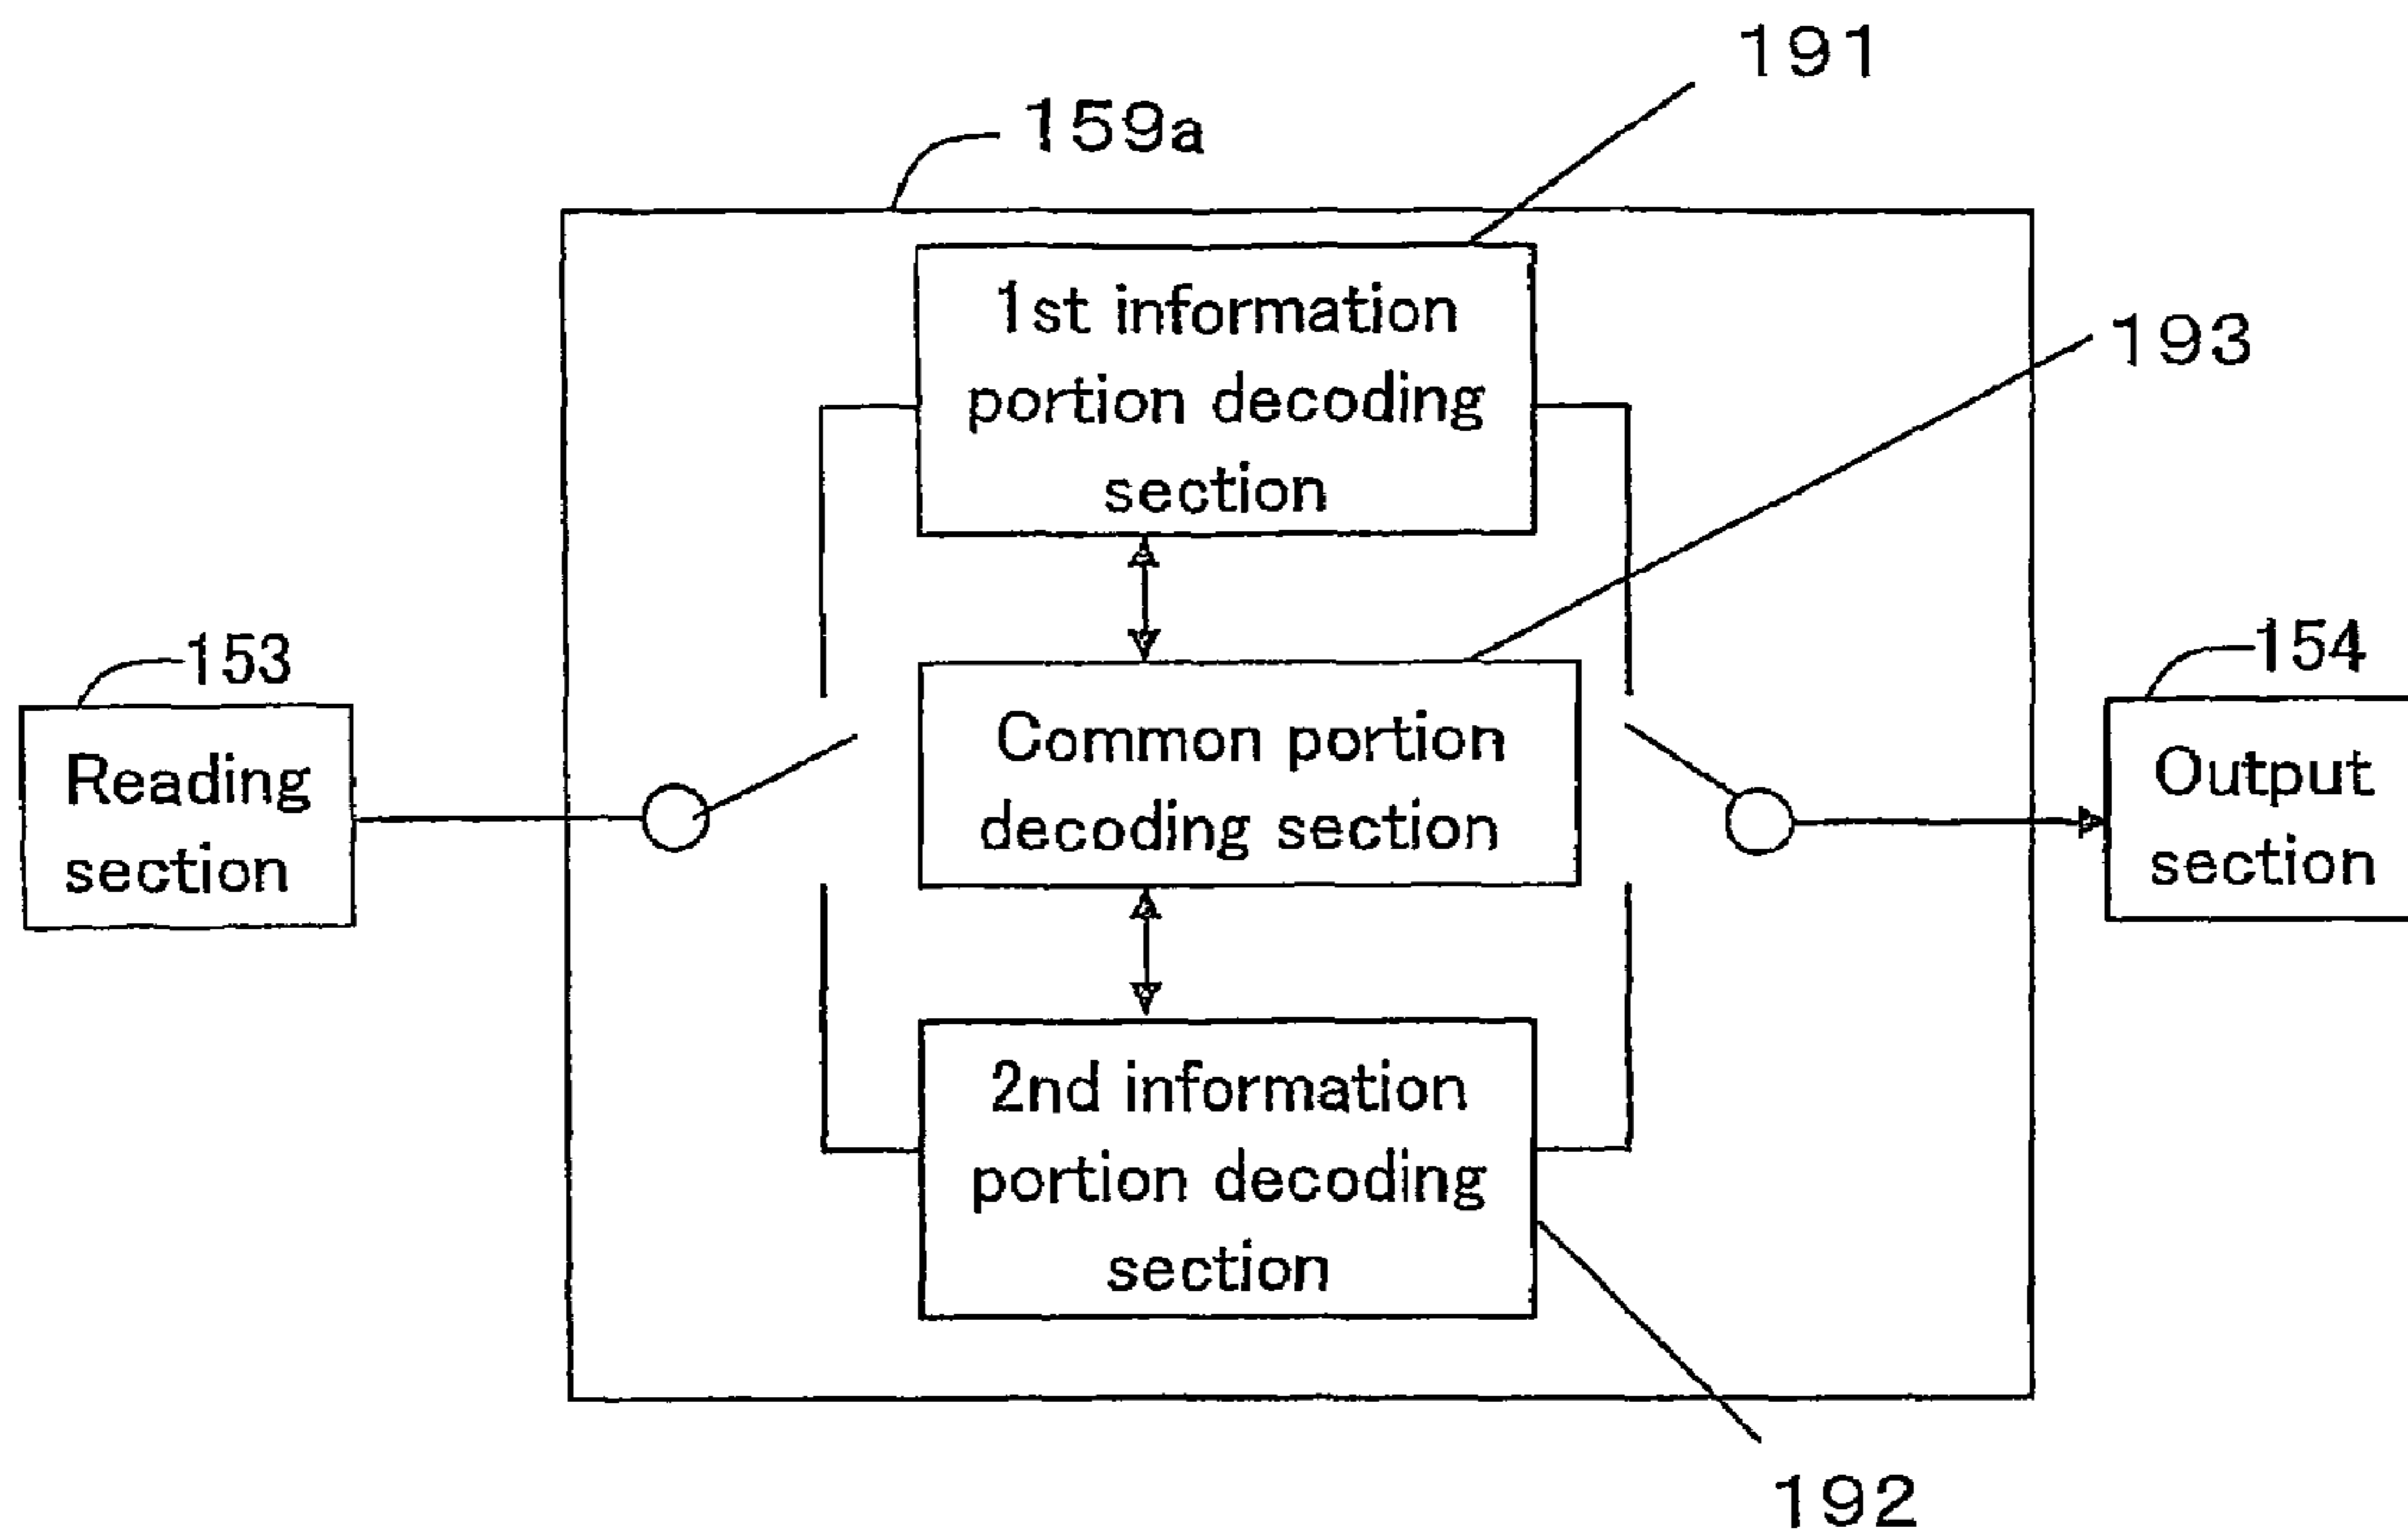 191
159a
1st information
portion decoding
section
193
153
Reading
section
Common portion
decoding section
154
Output
section
2nd information
portion decoding
section
192